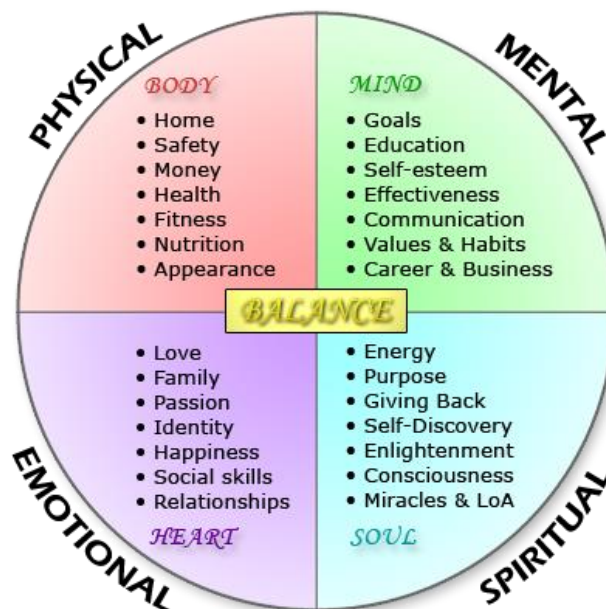 PHYSICAL
BODY
• Home
• Safety
• Money
• Health
• Fitness
• Nutrition
• Appearance
MENTAL
MIND
• Goals
• Education
• Self-esteem
• Effectiveness
• Communication
• Values & Habits
• Career & Business
BALANCE
• Love
• Family
• Passion
• Identity
• Happiness
• Social skills
• Relationships
HEART
EMOTIONAL
• Energy
• Purpose
• Giving Back
• Self-Discovery
• Enlightenment
• Consciousness
• Miracles & LoA
SOUL
SPIRITUAL